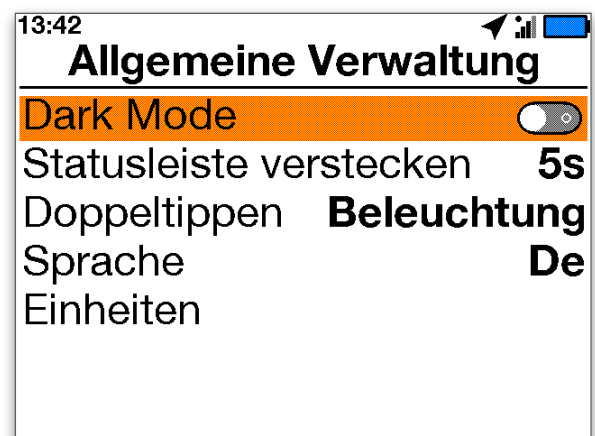 13:42
Allgemeine Verwaltung
Dark Mode
Statusleiste verstecken 5s
Doppeltippen Beleuchtung
Sprache De
Einheiten